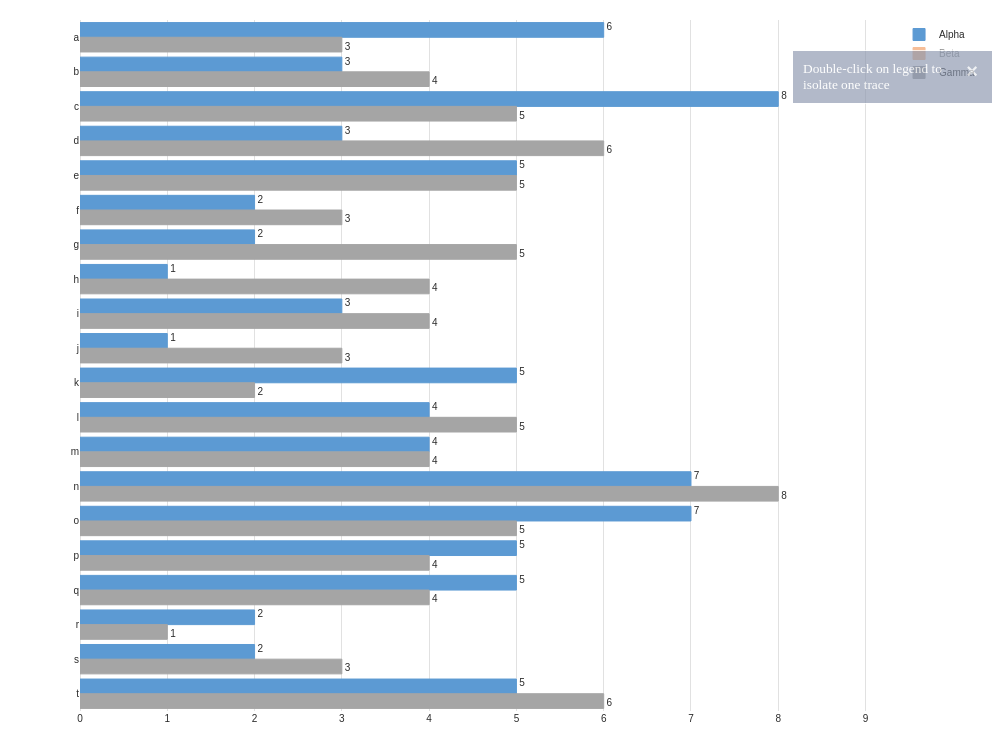 Alpha
Beta
Gamma
Double-click on legend to
isolate one trace
a 6
3
b 3
4
c 8
5
d 3
6
e 5
5
f 2
3
g 2
5
h 1
4
i 3
4
j 1
3
k 5
2
l 4
5
m 4
4
n 7
8
o 7
5
p 5
4
q 5
4
r 2
1
s 2
3
t 5
6
0 1 2 3 4 5 6 7 8 9